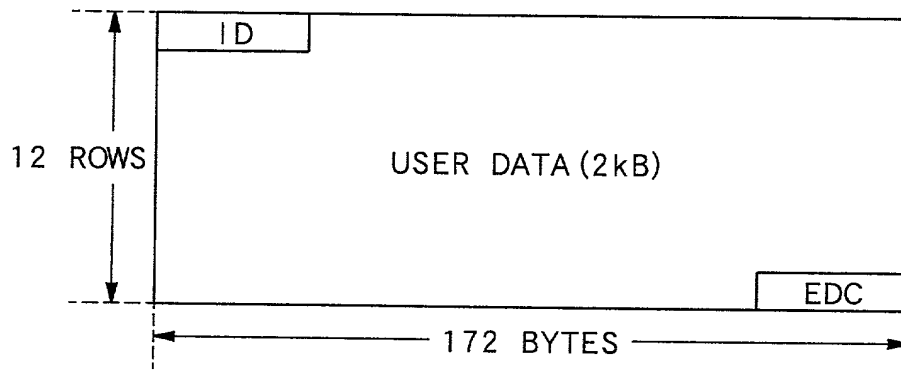 ID
12 ROWS
USER DATA(2kB)
EDC
172 BYTES